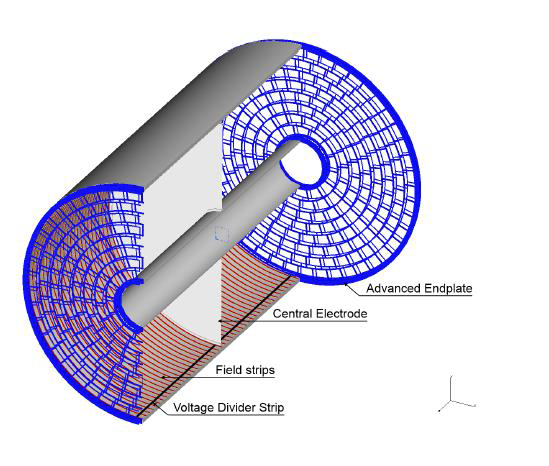 Advanced Endplate
Central Electrode
Field strips
Voltage Divider Strip